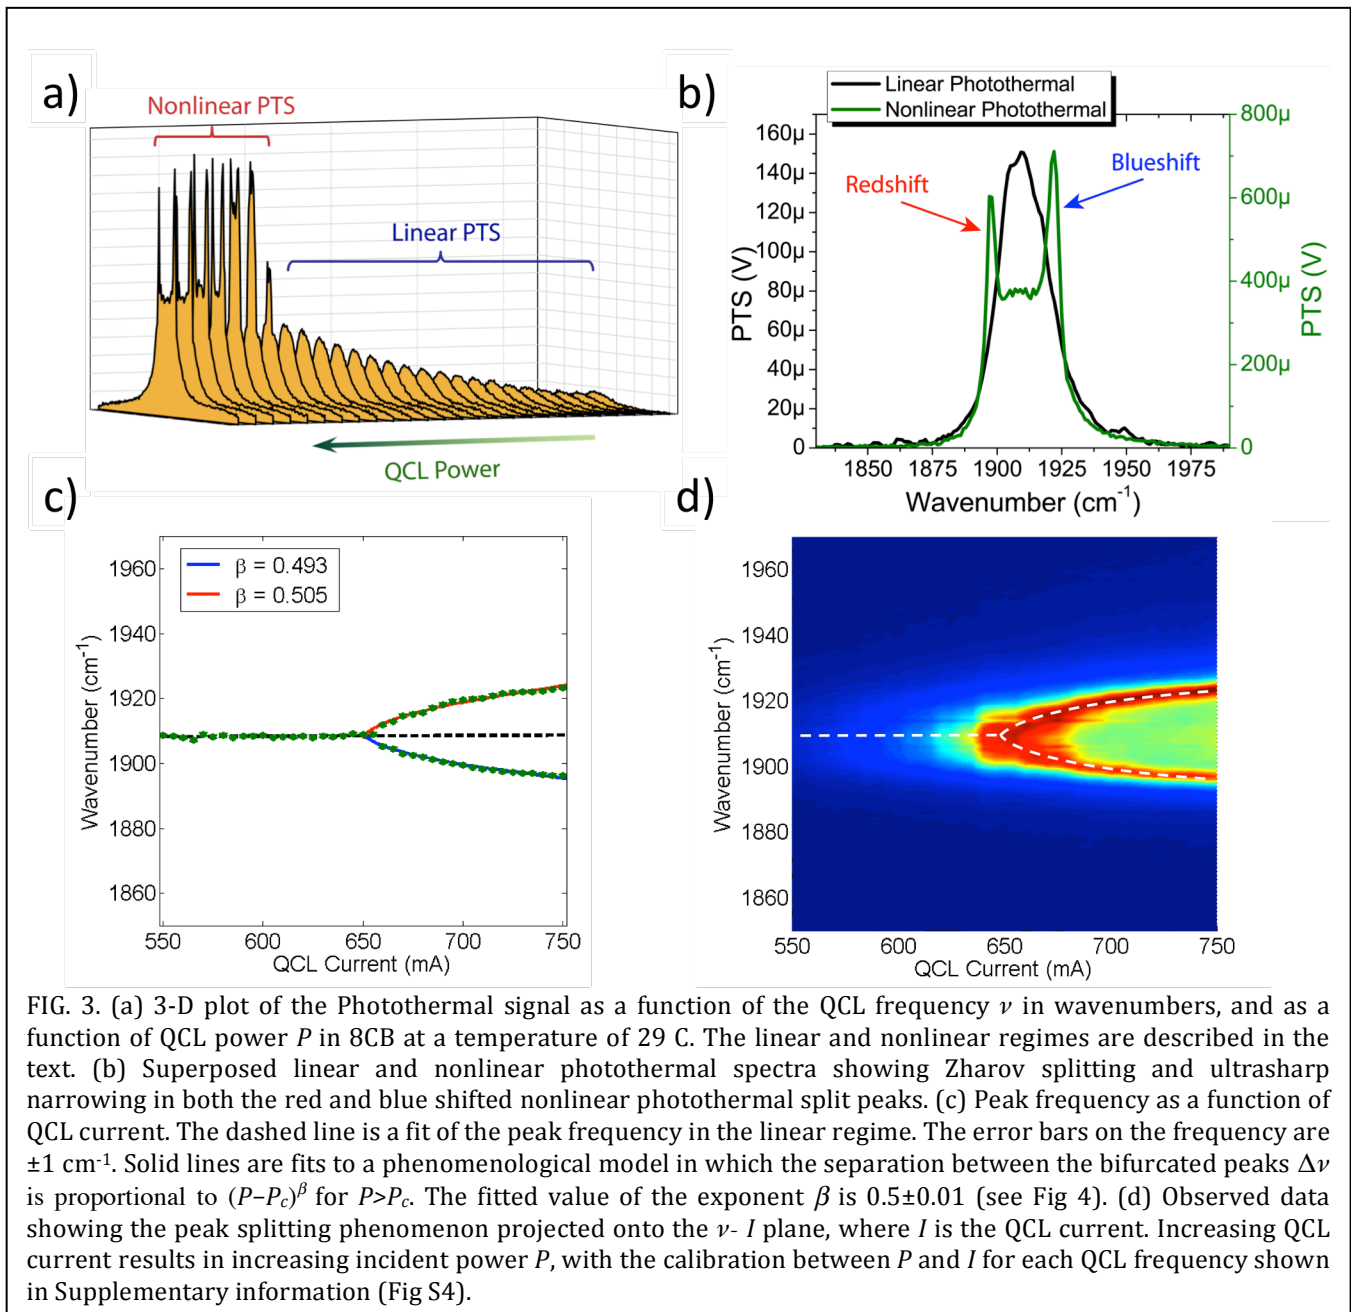 a)
Nonlinear PTS
Linear PTS
QCL Power
b)
Linear Photothermal
Nonlinear Photothermal
160µ
140µ
120µ
100µ
80µ
60µ
40µ
20µ
0
PTS (V)
800µ
600µ
400µ
200µ
0
PTS (V)
Redshift
Blueshift
1850 1875 1900 1925 1950 1975
Wavenumber (cm⁻¹)
c)
β = 0.493
β = 0.505
1960
1940
1920
1900
1880
1860
Wavenumber (cm⁻¹)
550 600 650 700 750
QCL Current (mA)
d)
1960
1940
1920
1900
1880
1860
Wavenumber (cm⁻¹)
550 600 650 700 750
QCL Current (mA)
FIG. 3. (a) 3-D plot of the Photothermal signal as a function of the QCL frequency ν in wavenumbers, and as a
function of QCL power P in 8CB at a temperature of 29 C. The linear and nonlinear regimes are described in the
text. (b) Superposed linear and nonlinear photothermal spectra showing Zharov splitting and ultrasharp
narrowing in both the red and blue shifted nonlinear photothermal split peaks. (c) Peak frequency as a function of
QCL current. The dashed line is a fit of the peak frequency in the linear regime. The error bars on the frequency are
±1 cm⁻¹. Solid lines are fits to a phenomenological model in which the separation between the bifurcated peaks Δν
is proportional to (P−P_c)^β for P>P_c. The fitted value of the exponent β is 0.5±0.01 (see Fig 4). (d) Observed data
showing the peak splitting phenomenon projected onto the ν- I plane, where I is the QCL current. Increasing QCL
current results in increasing incident power P, with the calibration between P and I for each QCL frequency shown
in Supplementary information (Fig S4).